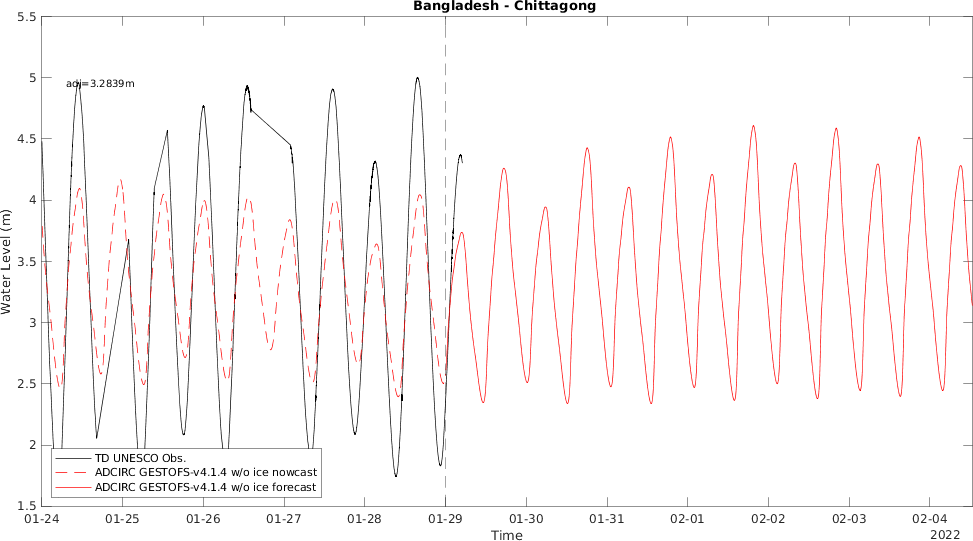 Bangladesh - Chittagong
5.5
5
4.5
4
3.5
3
2.5
2
1.5
Water Level (m)
adj=3.2839m
TD UNESCO Obs.
ADCIRC GESTOFS-v4.1.4 w/o ice nowcast
ADCIRC GESTOFS-v4.1.4 w/o ice forecast
01-24 01-25 01-26 01-27 01-28 01-29 01-30 01-31 02-01 02-02 02-03 02-04
Time
2022